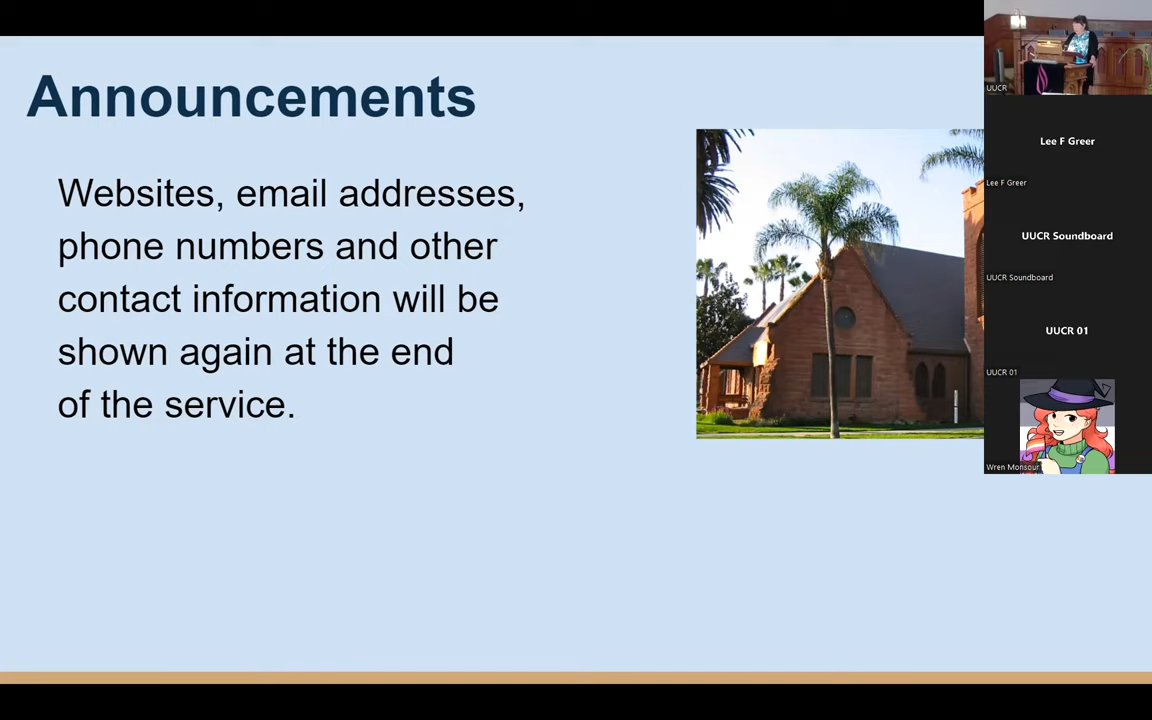 Announcements
Websites, email addresses,
phone numbers and other
contact information will be
shown again at the end
of the service.
UUCR
Lee F Greer
Lee F Greer
UUCR Soundboard
UUCR Soundboard
UUCR 01
UUCR 01
Wren Monsour